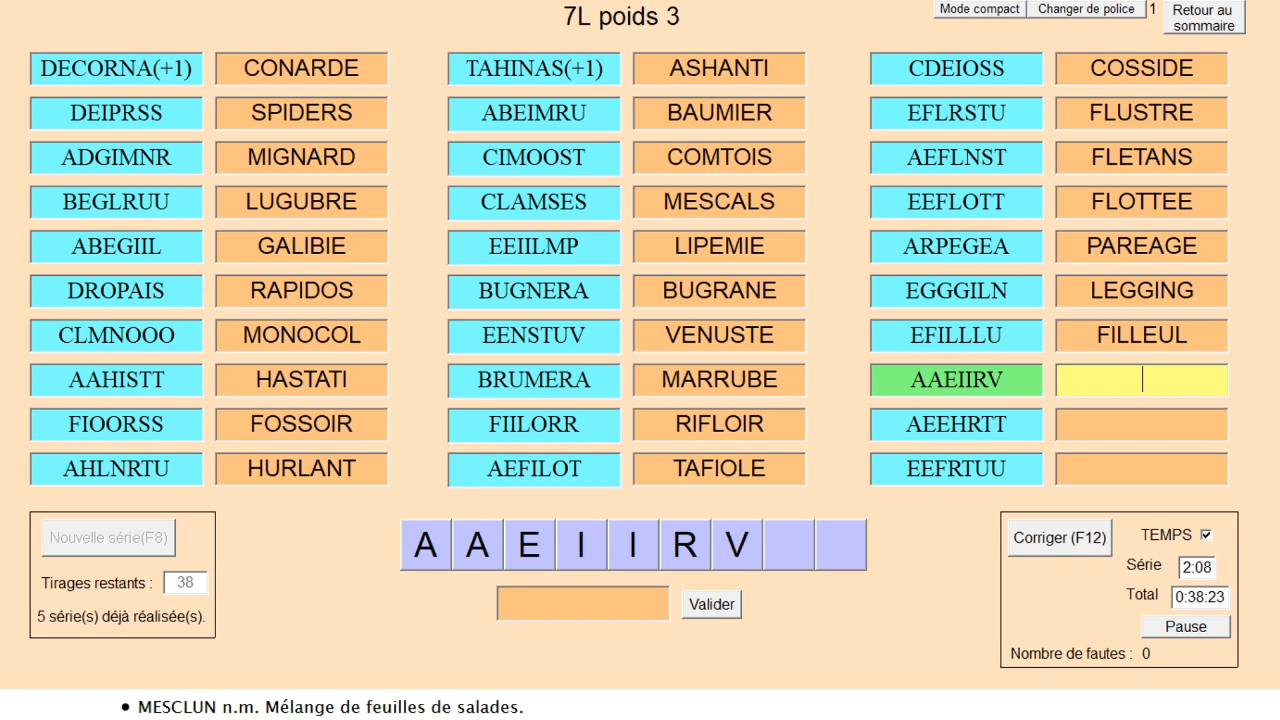 7L poids 3
Mode compact Changer de police 1 Retour au sommaire
DECORNA(+1) CONARDE TAHINAS(+1) ASHANTI CDEIOSS COSSIDE
DEIPRSS SPIDERS ABEIMRU BAUMIER EFLRSTU FLUSTRE
ADGIMNR MIGNARD CIMOOST COMTOIS AEFLNST FLETANS
BEGLRUU LUGUBRE CLAMSES MESCALS EEFLOTT FLOTTEE
ABEGIIL GALIBIE EEIILMP LIPEMIE ARPEGEA PAREAGE
DROPAIS RAPIDOS BUGNERA BUGRANE EGGGILN LEGGING
CLMNOOO MONOCOL EENSTUV VENUSTE EFILLLU FILLEUL
AAHISTT HASTATI BRUMERA MARRUBE AAEIIRV
FIOORSS FOSSOIR FIILORR RIFLOIR AEEHRTT
AHLNRTU HURLANT AEFILOT TAFIOLE EEFRTUU
Nouvelle série(F8)
Tirages restants : 38
5 série(s) déjà réalisée(s).
A A E I I R V
Valider
Corriger (F12) TEMPS
Série 2:08
Total 0:38:23
Pause
Nombre de fautes : 0
• MESCLUN n.m. Mélange de feuilles de salades.